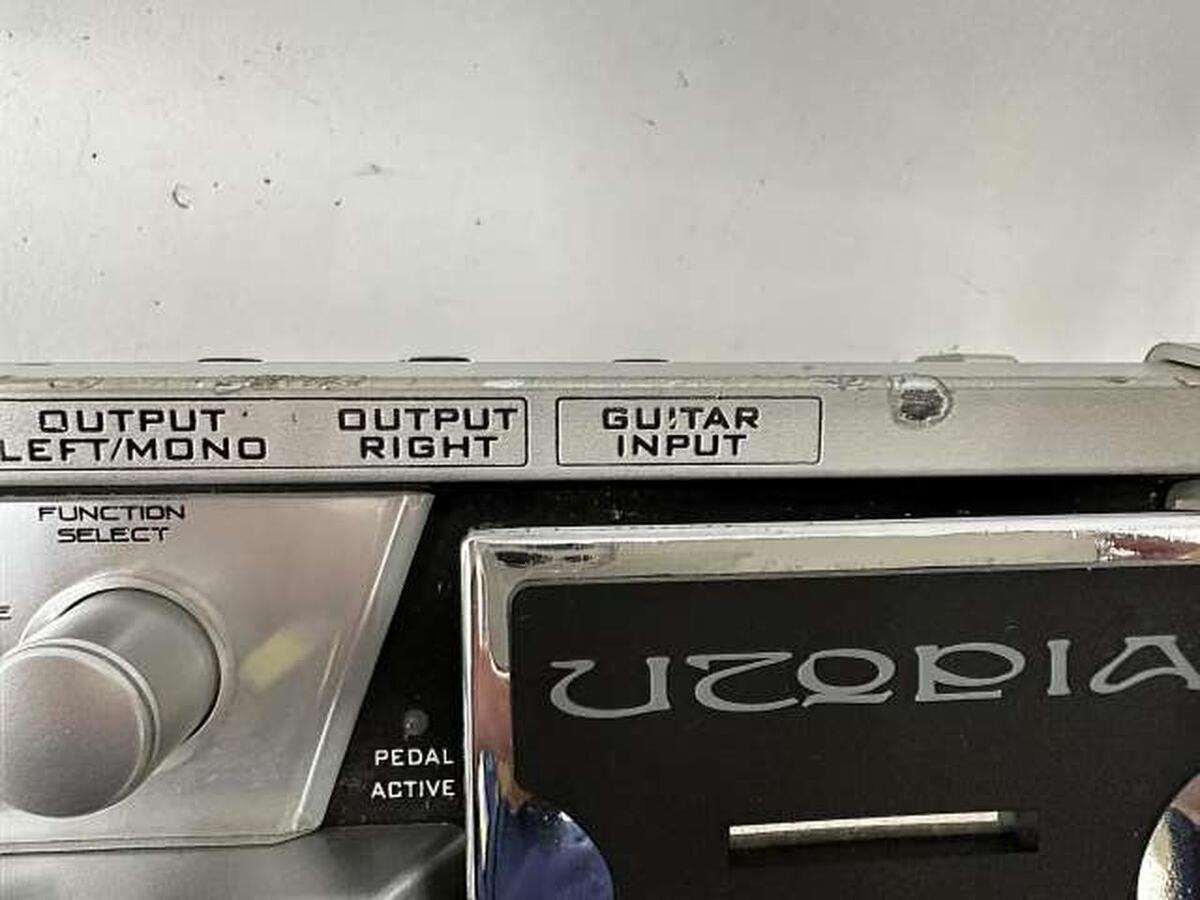 OUTPUT
LEFT/MONO
OUTPUT
RIGHT
GUITAR
INPUT
FUNCTION
SELECT
PEDAL
ACTIVE
UTOPIA